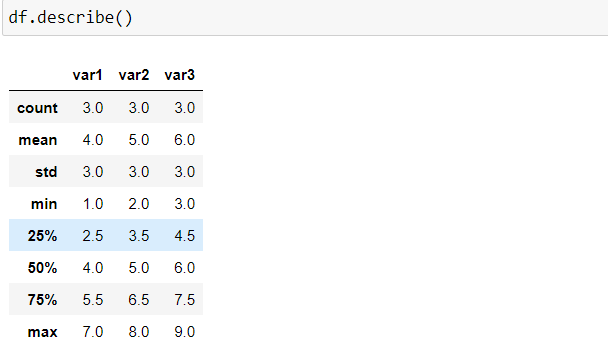 df.describe()
var1 var2 var3
count 3.0 3.0 3.0
mean 4.0 5.0 6.0
std 3.0 3.0 3.0
min 1.0 2.0 3.0
25% 2.5 3.5 4.5
50% 4.0 5.0 6.0
75% 5.5 6.5 7.5
max 7.0 8.0 9.0